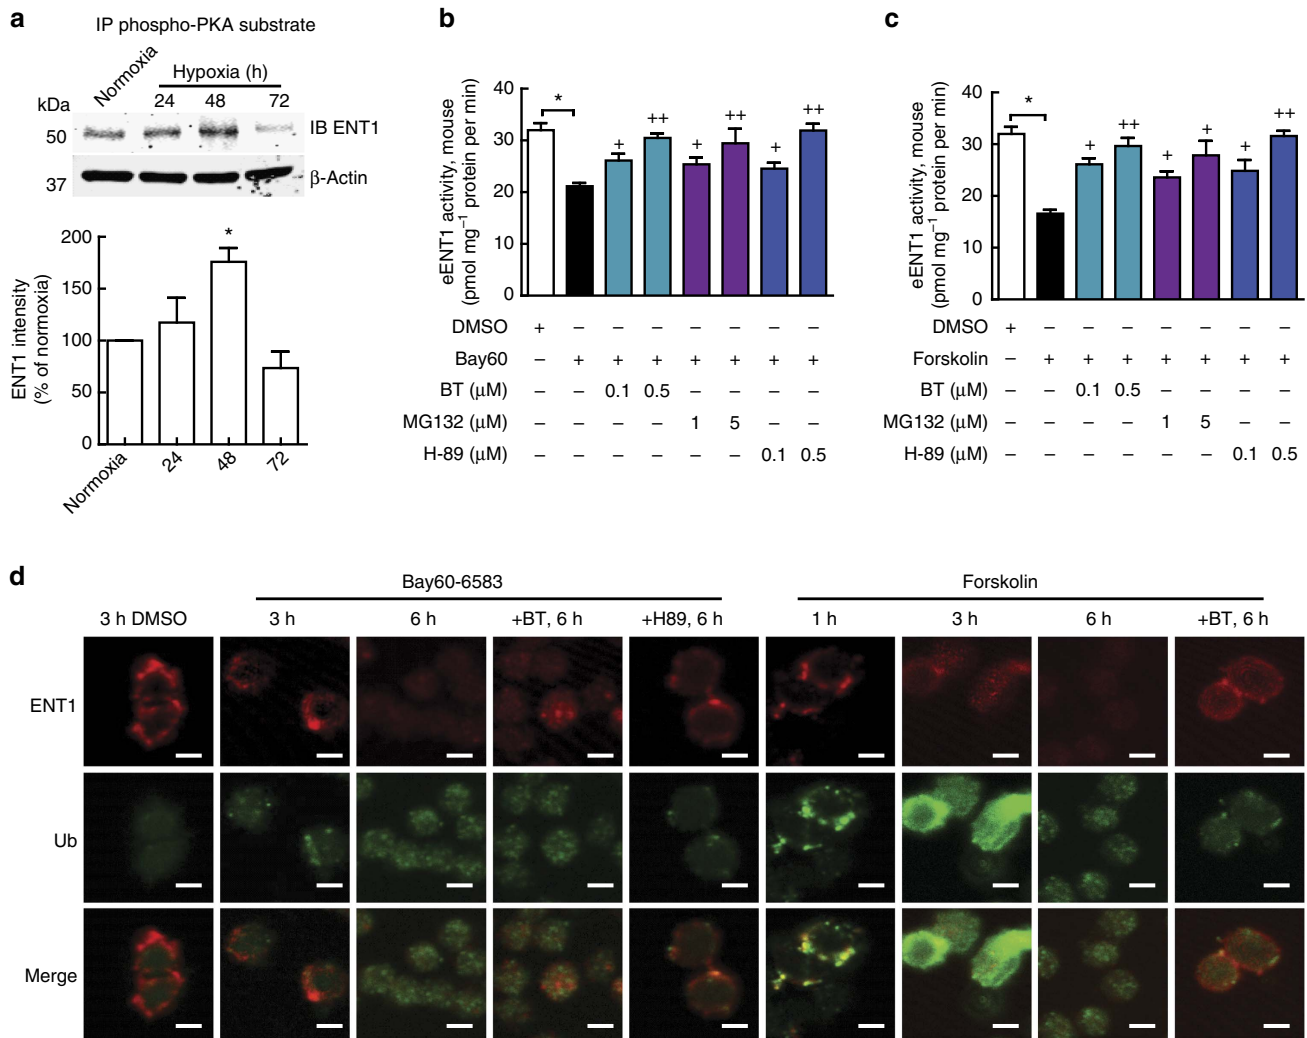 a
IP phospho-PKA substrate
Normoxia
Hypoxia (h)
24 48 72
kDa
50
IB ENT1
37
β-Actin
ENT1 intensity
(% of normoxia)
200
150
100
50
0
Normoxia 24 48 72
*
b
eENT1 activity, mouse
(pmol mg⁻¹ protein per min)
40
30
20
10
0
* + ++ + ++ + ++
DMSO + – – – – – – –
Bay60 – + + + + + + +
BT (μM) – – 0.1 0.5 – – – –
MG132 (μM) – – – – 1 5 – –
H-89 (μM) – – – – – – 0.1 0.5
c
eENT1 activity, mouse
(pmol mg⁻¹ protein per min)
40
30
20
10
0
* + ++ + + + ++
DMSO + – – – – – – –
Forskolin – + + + + + + +
BT (μM) – – 0.1 0.5 – – – –
MG132 (μM) – – – – 1 5 – –
H-89 (μM) – – – – – – 0.1 0.5
d
Bay60-6583
Forskolin
3 h DMSO 3 h 6 h +BT, 6 h +H89, 6 h 1 h 3 h 6 h +BT, 6 h
ENT1
Ub
Merge